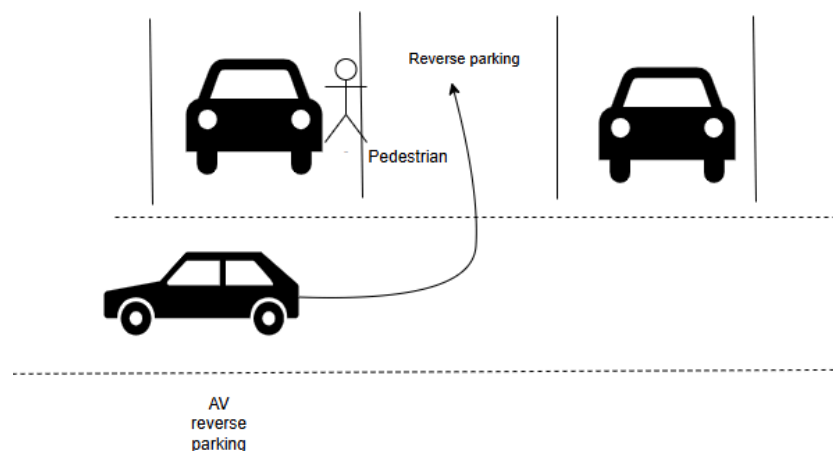 Reverse parking
Pedestrian
AV
reverse
parking